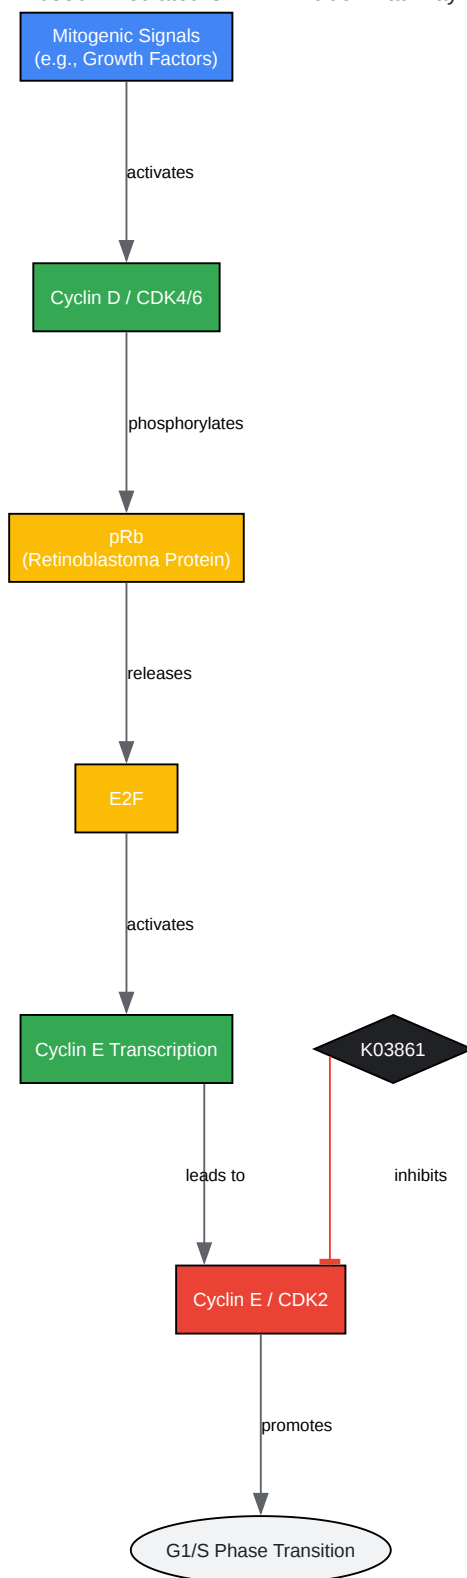 Mitogenic Signals
(e.g., Growth Factors)
activates
Cyclin D / CDK4/6
phosphorylates
pRb
(Retinoblastoma Protein)
releases
E2F
activates
Cyclin E Transcription
K03861
leads to
inhibits
Cyclin E / CDK2
promotes
G1/S Phase Transition